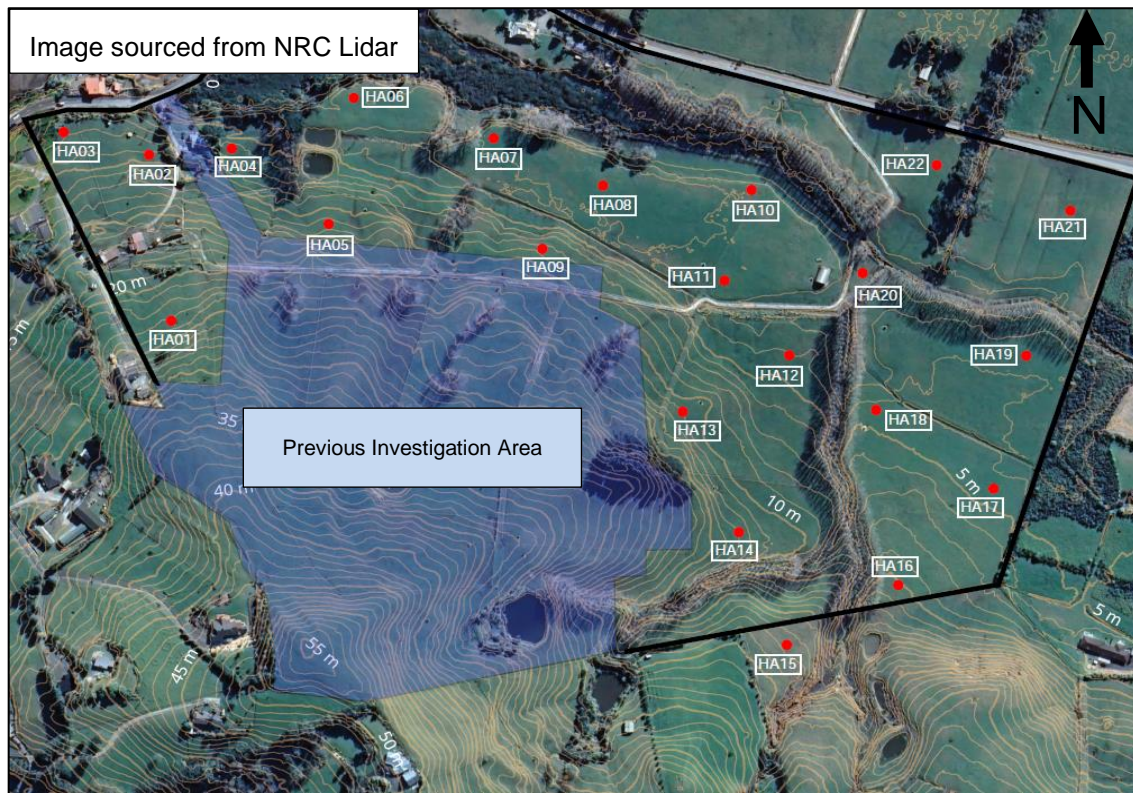 Image sourced from NRC Lidar
N
HA06
HA03
HA02
HA04
HA07
HA22
HA08
HA10
HA21
HA05
HA09
HA11
HA20
20 m
HA01
HA12
HA19
35
Previous Investigation Area
HA13
HA18
40 m
5 m
HA17
10 m
HA14
HA16
5 m
55 m
45 m
HA15
50 m